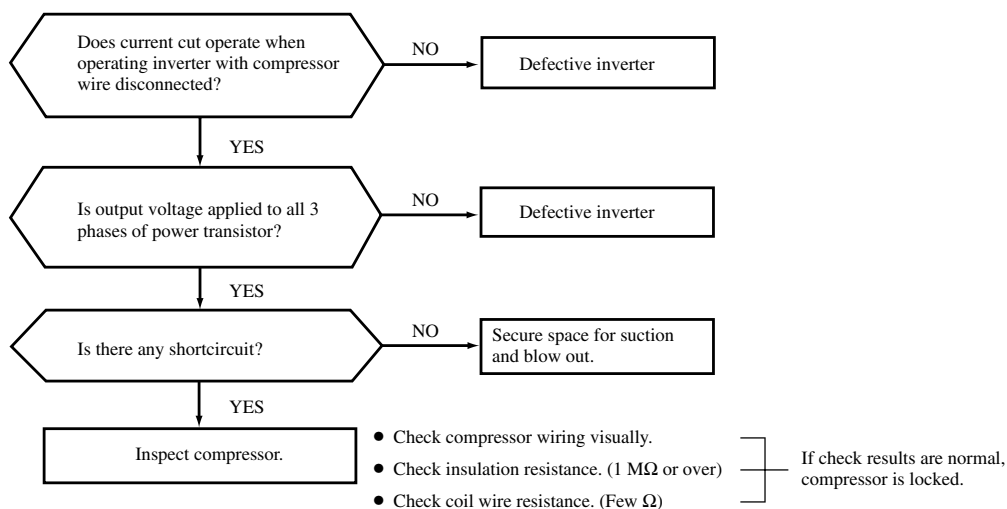 Does current cut operate when
operating inverter with compressor
wire disconnected?
NO
Defective inverter
YES
Is output voltage applied to all 3
phases of power transistor?
NO
Defective inverter
YES
Is there any shortcircuit?
NO
Secure space for suction
and blow out.
YES
Inspect compressor.
● Check compressor wiring visually.
● Check insulation resistance. (1 MΩ or over)
● Check coil wire resistance. (Few Ω)
If check results are normal,
compressor is locked.